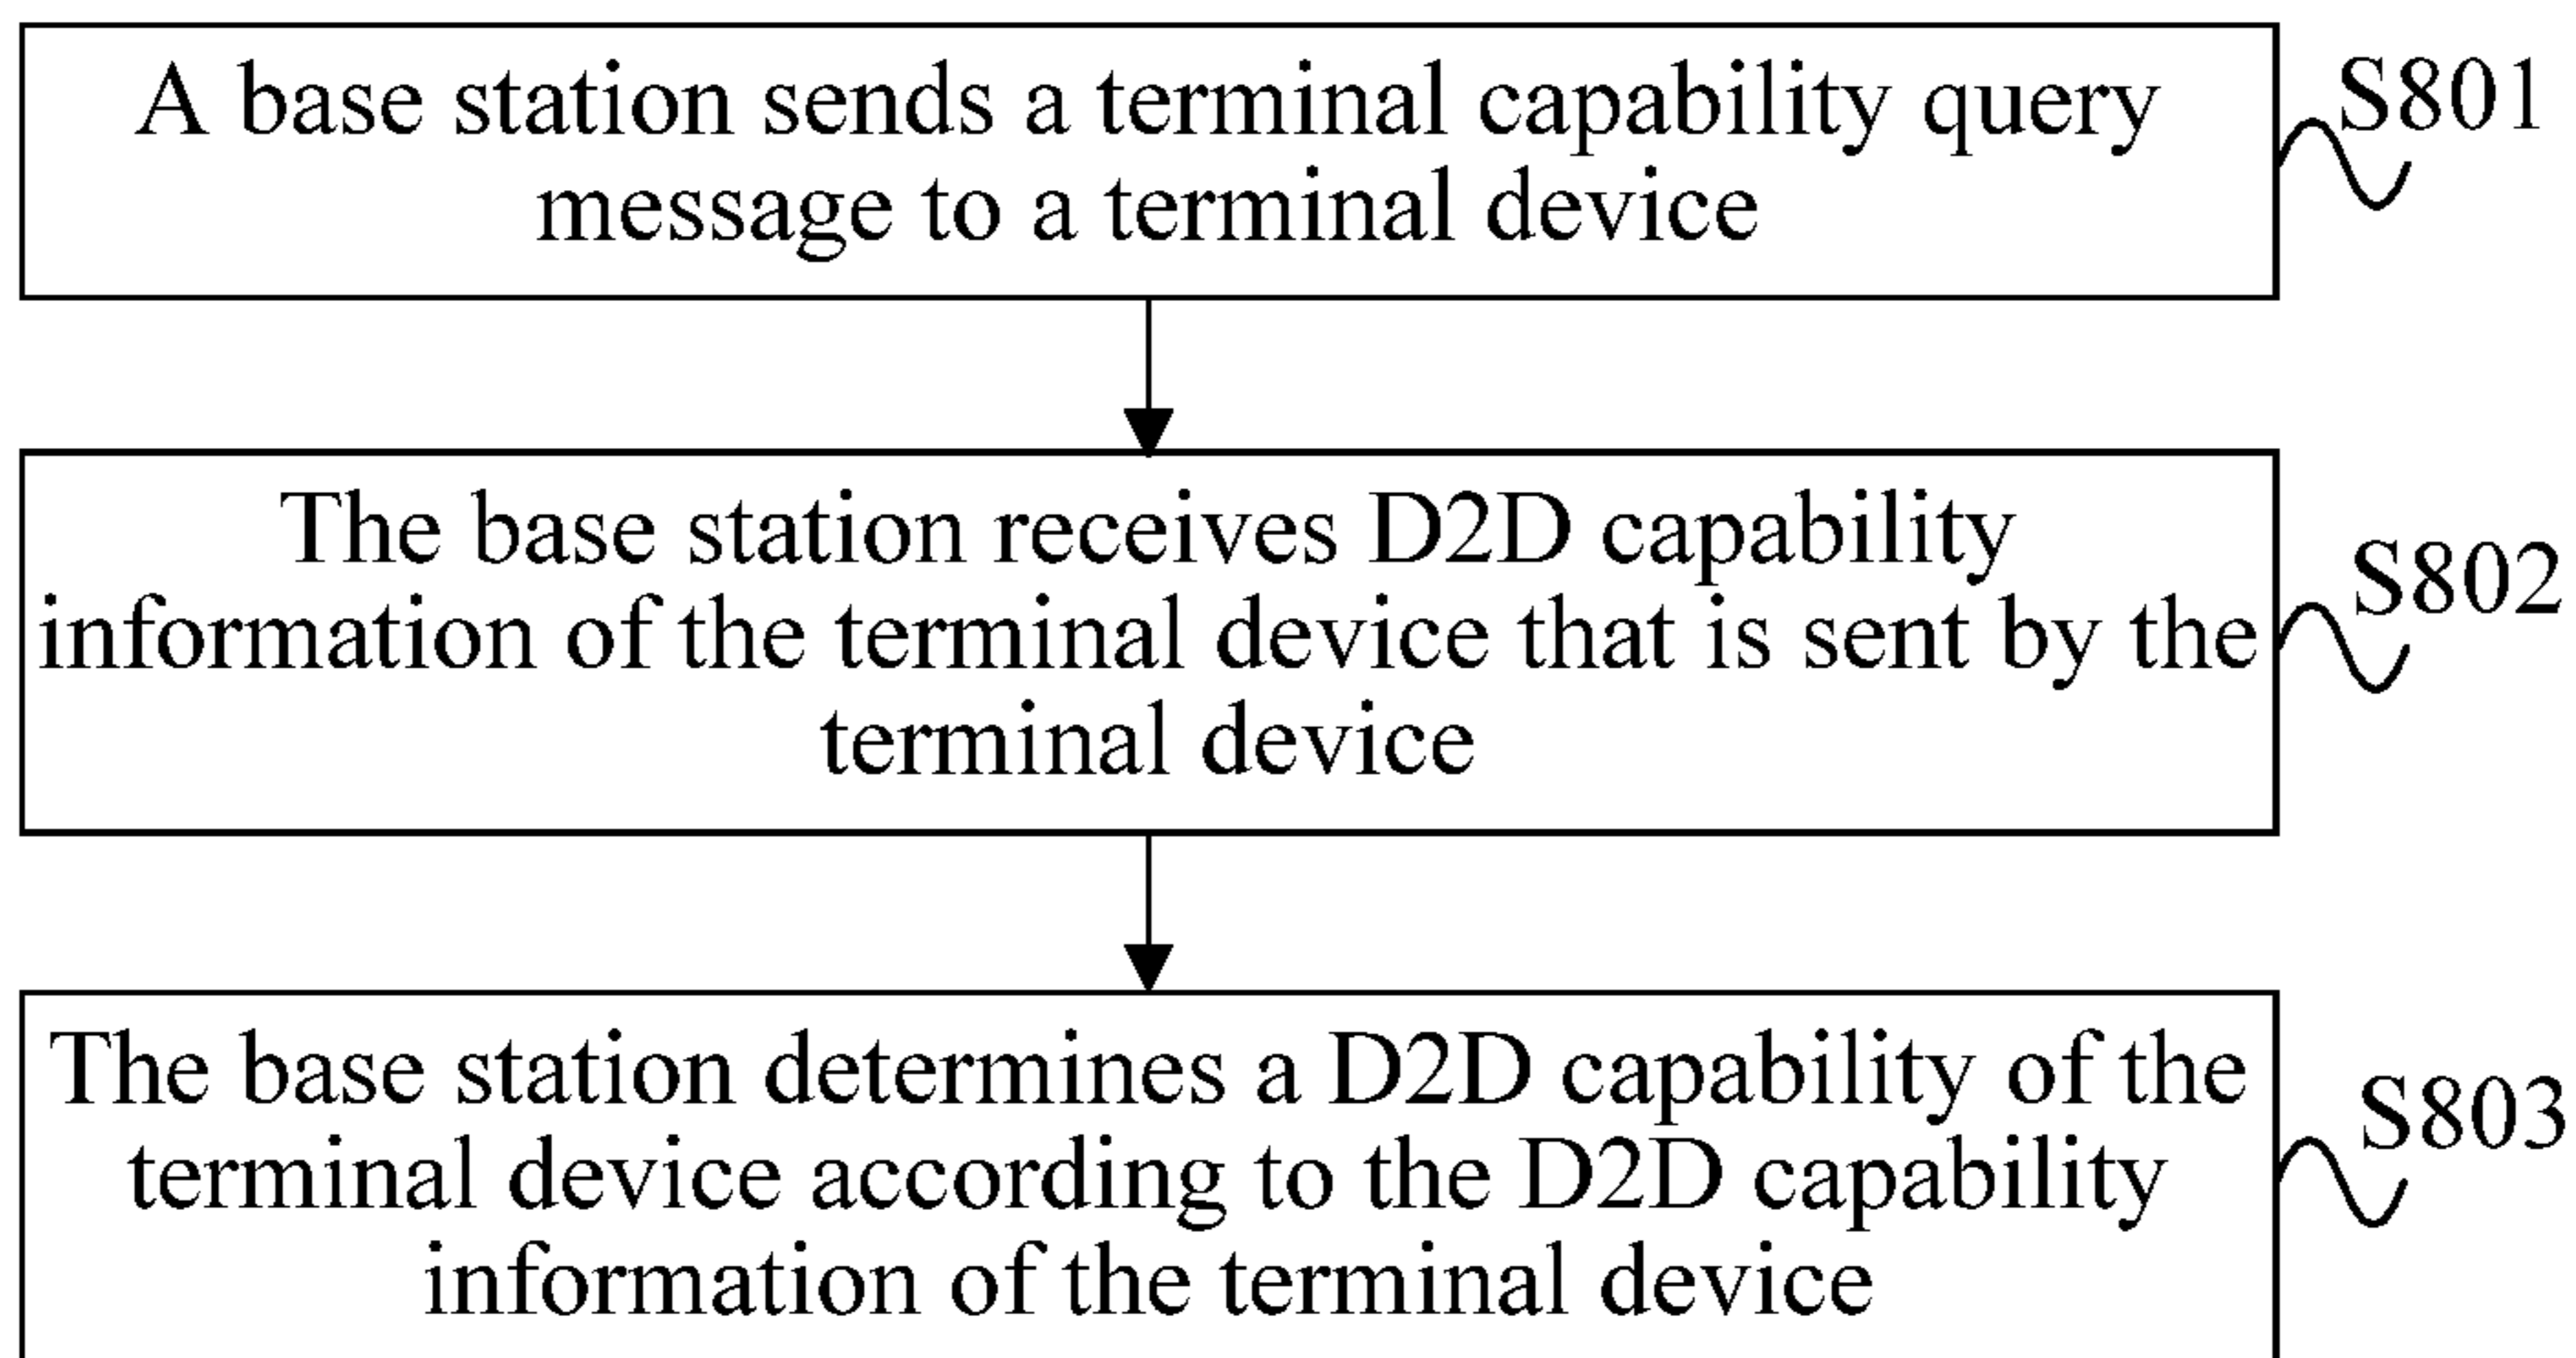 A base station sends a terminal capability query
message to a terminal device
S801
The base station receives D2D capability
information of the terminal device that is sent by the
terminal device
S802
The base station determines a D2D capability of the
terminal device according to the D2D capability
information of the terminal device
S803